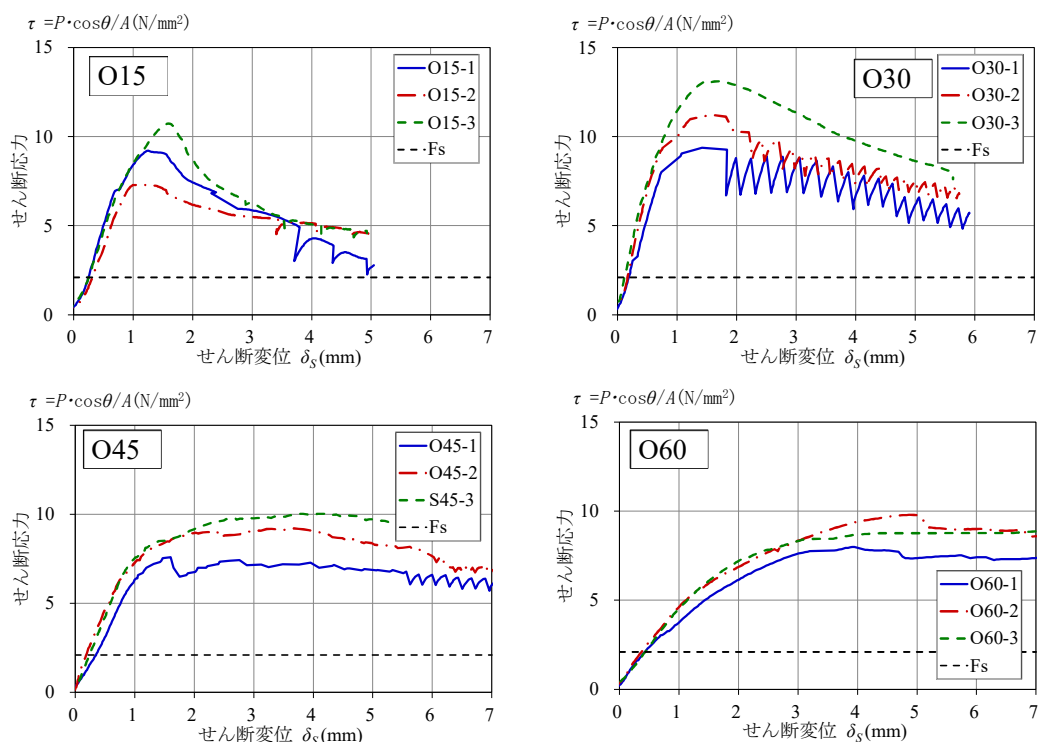 τ =P·cosθ/A(N/mm²)
15
10
5
0
せん断応力
O15
O15-1
O15-2
O15-3
Fs
0 1 2 3 4 5 6 7
せん断変位 δS(mm)
τ =P·cosθ/A(N/mm²)
15
10
5
0
せん断応力
O30
O30-1
O30-2
O30-3
Fs
0 1 2 3 4 5 6 7
せん断変位 δS(mm)
τ =P·cosθ/A(N/mm²)
15
10
5
0
せん断応力
O45
O45-1
O45-2
S45-3
Fs
0 1 2 3 4 5 6 7
せん断変位 δS(mm)
τ =P·cosθ/A(N/mm²)
15
10
5
0
せん断応力
O60
O60-1
O60-2
O60-3
Fs
0 1 2 3 4 5 6 7
せん断変位 δS(mm)